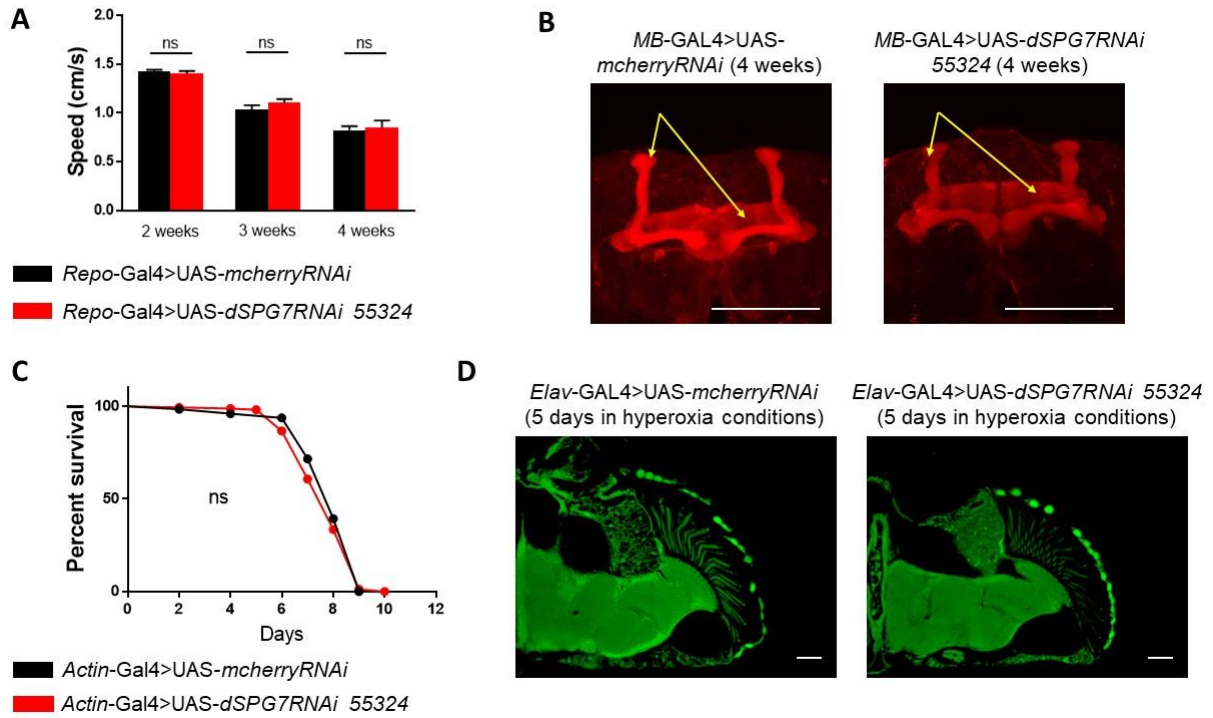 A
Speed (cm/s)
2.0
1.5
1.0
0.5
0.0
ns
ns
ns
2 weeks
3 weeks
4 weeks
Repo-Gal4>UAS-mcherryRNAi
Repo-Gal4>UAS-dSPG7RNAi 55324
B
MB-GAL4>UAS-
mcherryRNAi (4 weeks)
MB-GAL4>UAS-dSPG7RNAi
55324 (4 weeks)
C
Percent survival
100
50
0
ns
0
2
4
6
8
10
12
Days
Actin-Gal4>UAS-mcherryRNAi
Actin-Gal4>UAS-dSPG7RNAi 55324
D
Elav-GAL4>UAS-mcherryRNAi
(5 days in hyperoxia conditions)
Elav-GAL4>UAS-dSPG7RNAi 55324
(5 days in hyperoxia conditions)